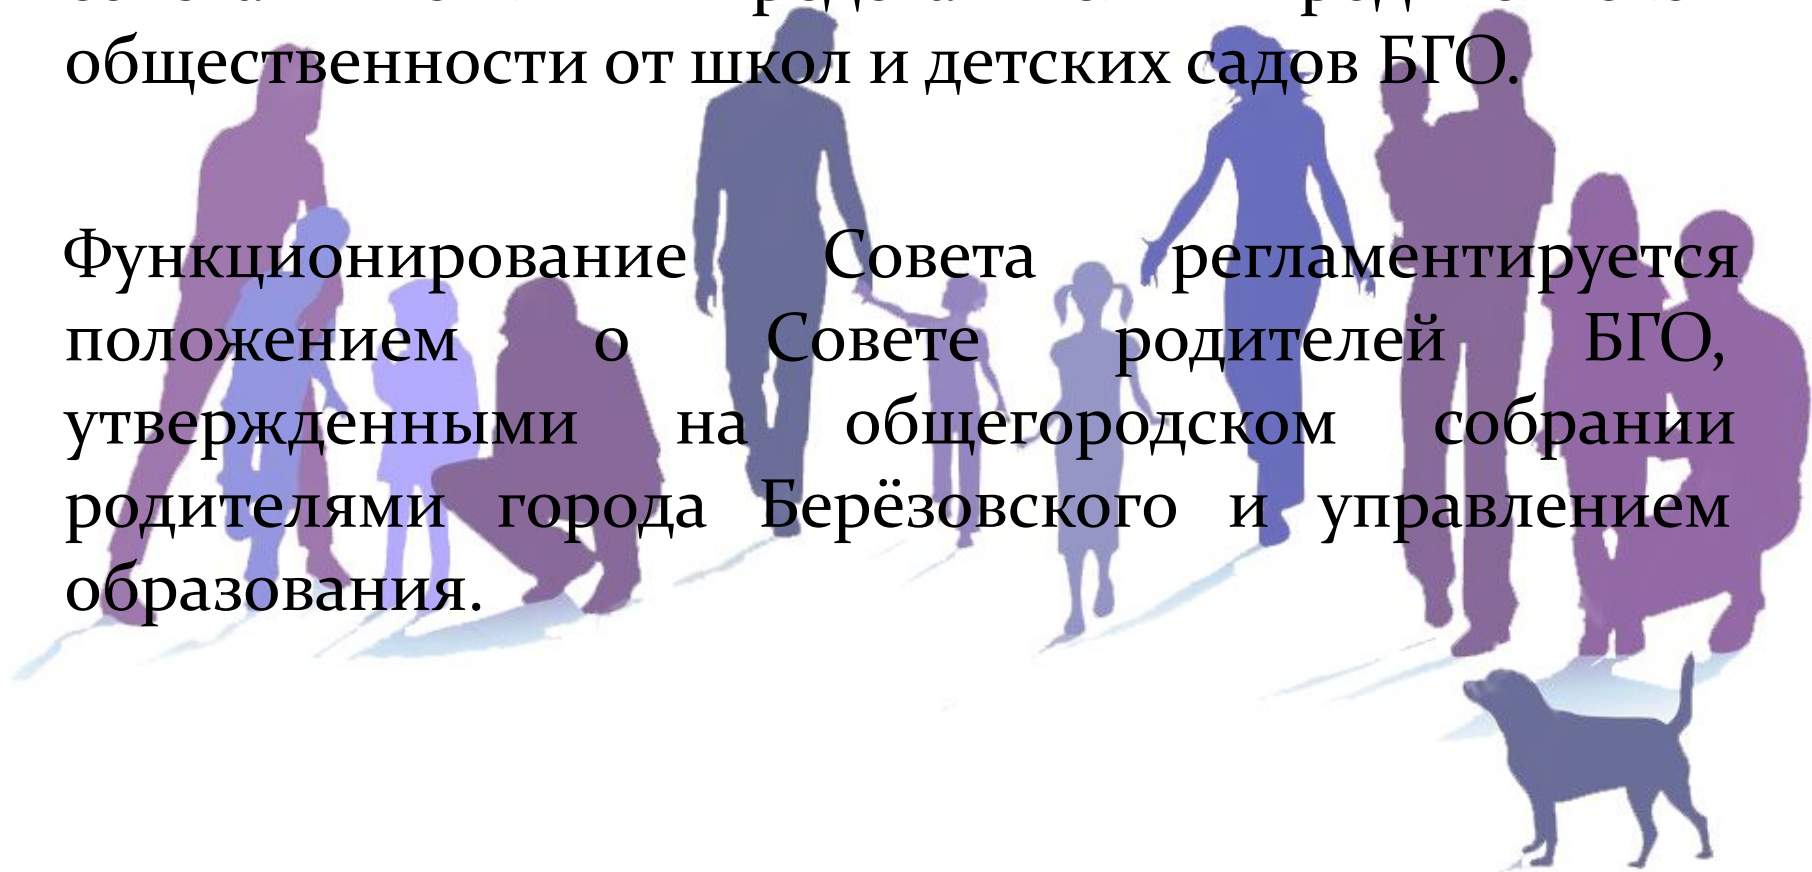 общественности от школ и детских садов БГО.
Функционирование Совета регламентируется
положением о Совете родителей БГО,
утвержденными на общегородском собрании
родителями города Берёзовского и управлением
образования.